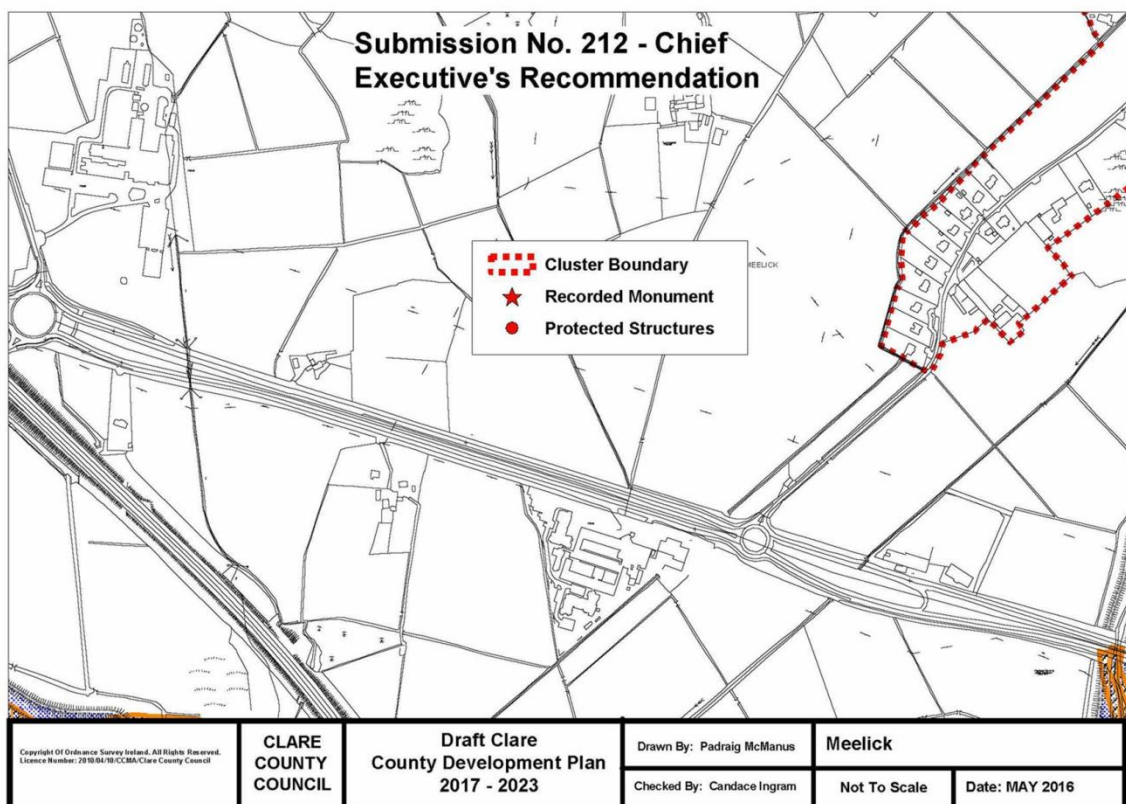 Submission No. 212 - Chief
Executive's Recommendation
Cluster Boundary
Recorded Monument
Protected Structures
MEELICK
Copyright Of Ordnance Survey Ireland. All Rights Reserved.
Licence Number: 2010/04/10/CCMA/Clare County Council
CLARE
COUNTY
COUNCIL
Draft Clare
County Development Plan
2017 - 2023
Drawn By: Padraig McManus
Checked By: Candace Ingram
Meelick
Not To Scale
Date: MAY 2016